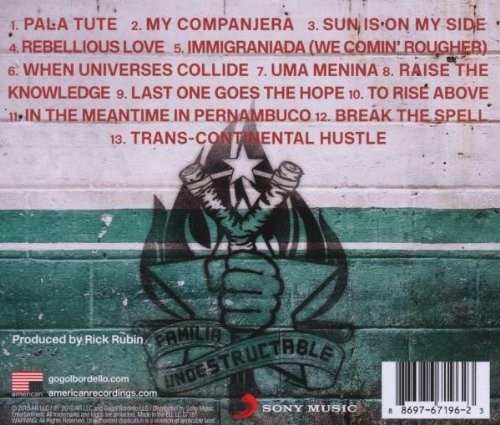 1. PALA TUTE 2. MY COMPANJERA 3. SUN IS ON MY SIDE
4. REBELLIOUS LOVE 5. IMMIGRANIADA (WE COMIN' ROUGHER)
6. WHEN UNIVERSES COLLIDE 7. UMA MENINA 8. RAISE THE
KNOWLEDGE 9. LAST ONE GOES THE HOPE 10. TO RISE ABOVE
11. IN THE MEANTIME IN PERNAMBUCO 12. BREAK THE SPELL
13. TRANS-CONTINENTAL HUSTLE
Produced by Rick Rubin
FAMILIA
UNDESTRUCTABLE
gogolbordello.com
american americanrecordings.com
SONY MUSIC
8 8697-67196-2 3